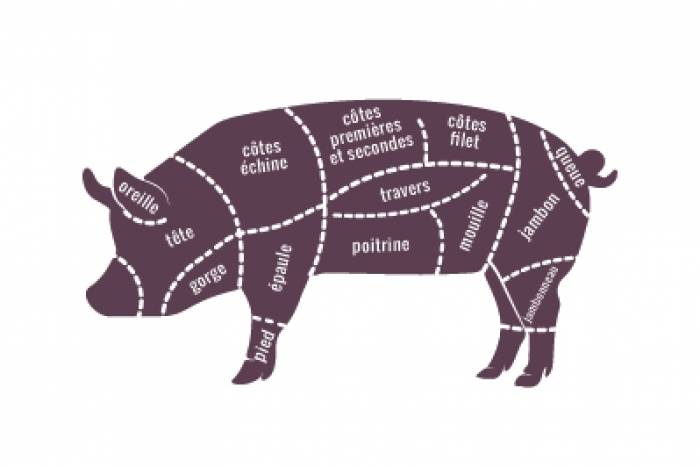 côtes
échine
côtes
premières
et secondes
côtes
filet
queue
oreille
tête
gorge
épaule
pied
travers
poitrine
mouille
jambon
jambonneau